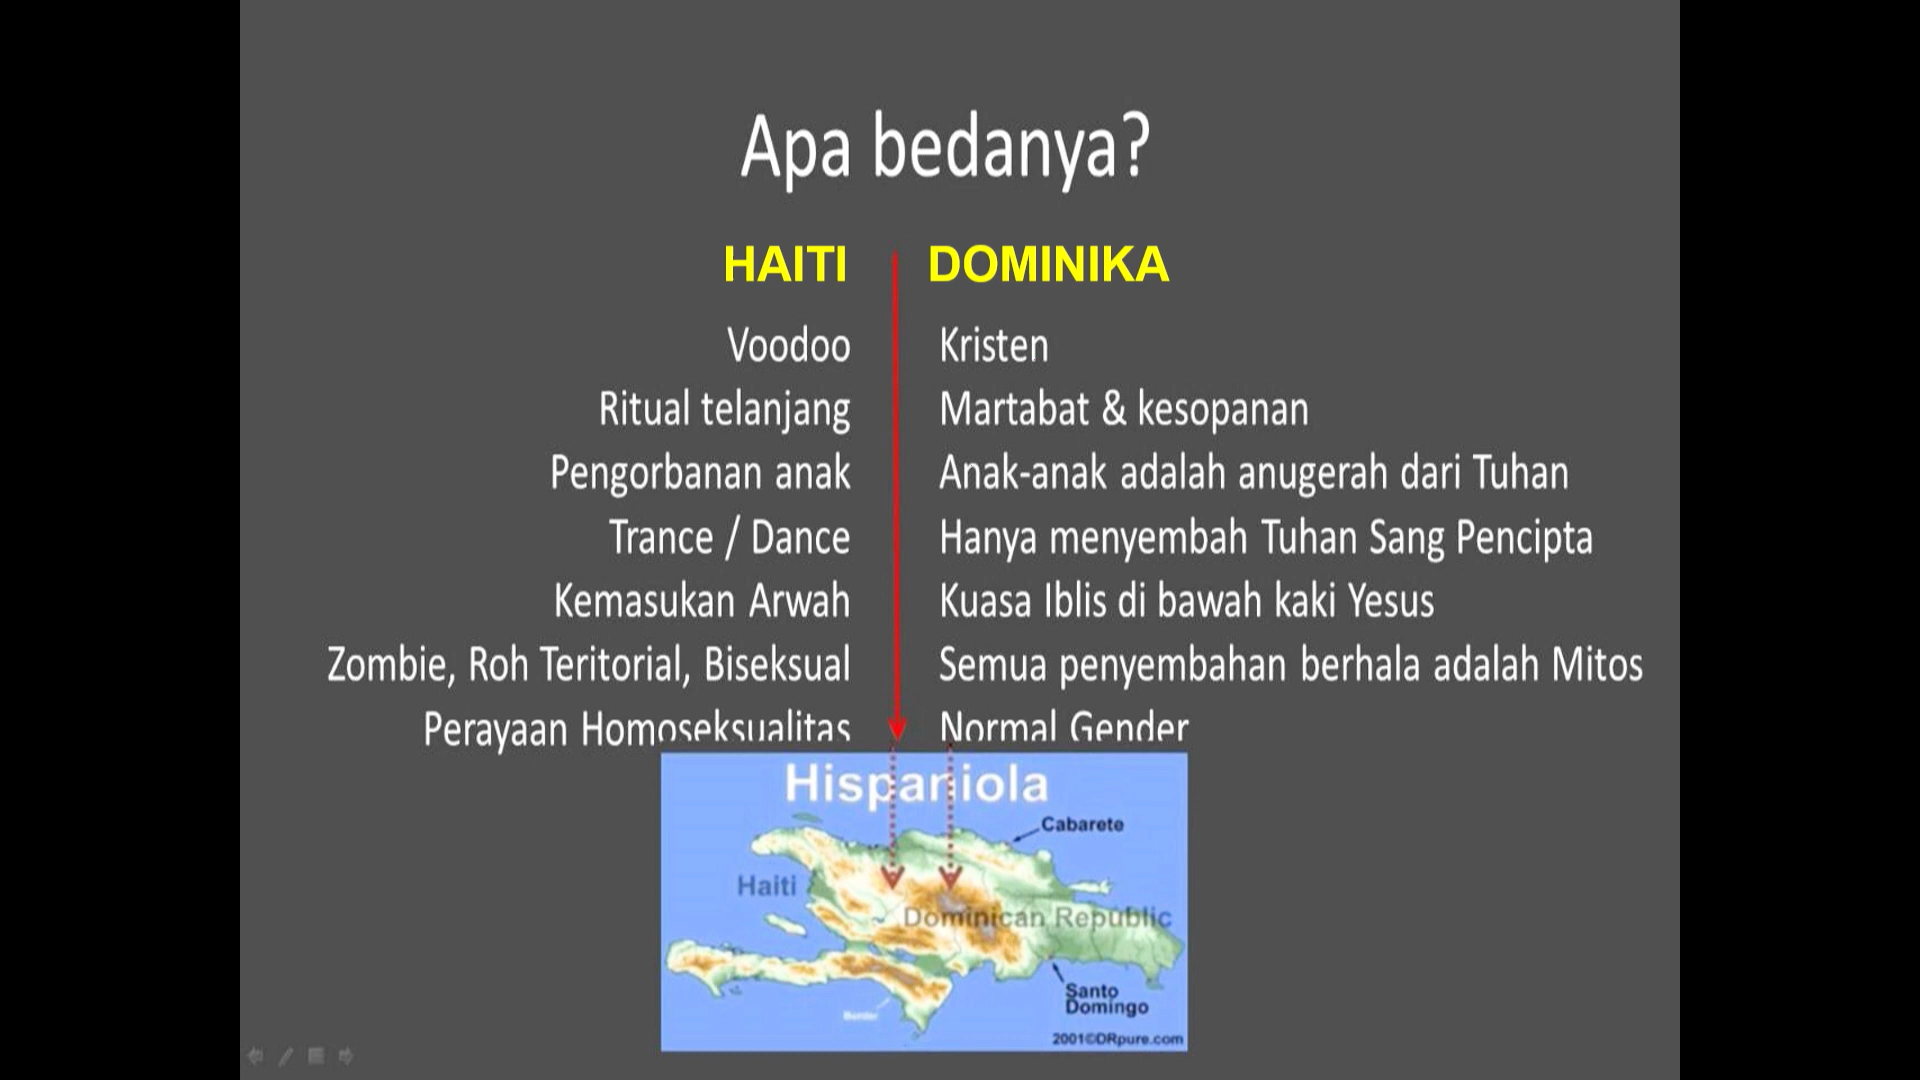 Apa bedanya?
HAITI
DOMINIKA
Voodoo
Kristen
Ritual telanjang
Martabat & kesopanan
Pengorbanan anak
Anak-anak adalah anugerah dari Tuhan
Trance / Dance
Hanya menyembah Tuhan Sang Pencipta
Kemasukan Arwah
Kuasa Iblis di bawah kaki Yesus
Zombie, Roh Teritorial, Biseksual
Semua penyembahan berhala adalah Mitos
Perayaan Homoseksualitas
Normal Gender
Hispaniola
Cabarete
Haiti
Dominican Republic
Santo
Domingo
Border
2001©DRpure.com